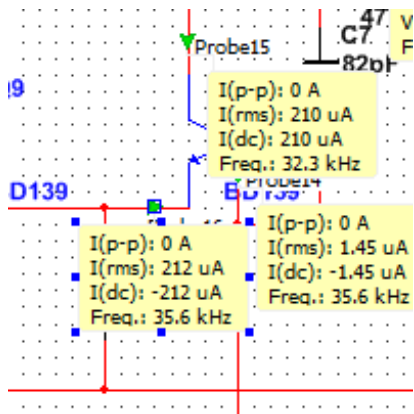 47
V
C7
F
Probe15
82pF
I(p-p): 0 A
I(rms): 210 uA
I(dc): 210 uA
Freq.: 32.3 kHz
BD139
Probe14
I(p-p): 0 A
I(rms): 212 uA
I(dc): -212 uA
Freq.: 35.6 kHz
I(p-p): 0 A
I(rms): 1.45 uA
I(dc): -1.45 uA
Freq.: 35.6 kHz